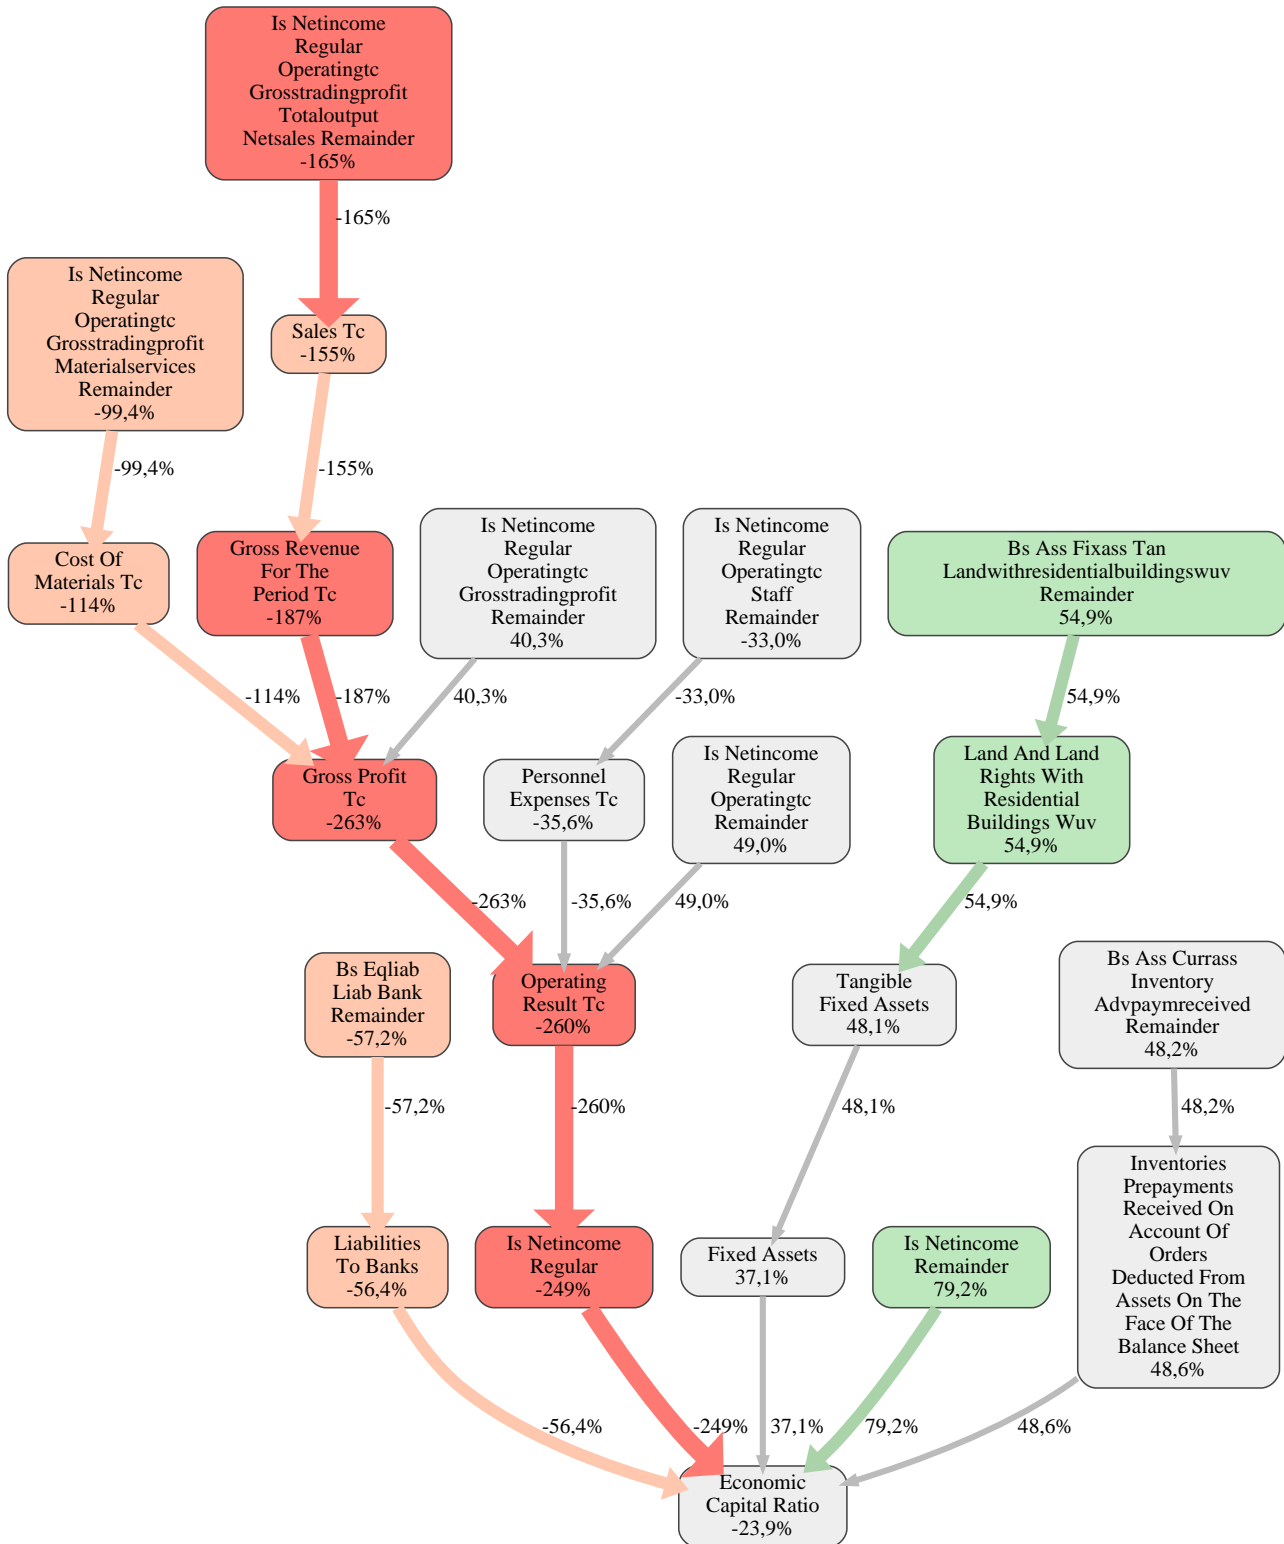 Is Netincome
Regular
Operatingtc
Grosstradingprofit
Totaloutput
Netsales Remainder
-165%
-165%
Is Netincome
Regular
Operatingtc
Grosstradingprofit
Materialservices
Remainder
-99,4%
Sales Tc
-155%
-99,4%
-155%
Cost Of
Materials Tc
-114%
Gross Revenue
For The
Period Tc
-187%
Is Netincome
Regular
Operatingtc
Grosstradingprofit
Remainder
40,3%
Is Netincome
Regular
Operatingtc
Staff
Remainder
-33,0%
Bs Ass Fixass Tan
Landwithresidentialbuildingswuv
Remainder
54,9%
-114%
-187%
40,3%
-33,0%
54,9%
Gross Profit
Tc
-263%
Personnel
Expenses Tc
-35,6%
Is Netincome
Regular
Operatingtc
Remainder
49,0%
Land And Land
Rights With
Residential
Buildings Wuv
54,9%
-263%
-35,6%
49,0%
54,9%
Bs Eqliab
Liab Bank
Remainder
-57,2%
Operating
Result Tc
-260%
Tangible
Fixed Assets
48,1%
Bs Ass Currass
Inventory
Advpaymreceived
Remainder
48,2%
-57,2%
-260%
48,1%
48,2%
Liabilities
To Banks
-56,4%
Is Netincome
Regular
-249%
Fixed Assets
37,1%
Is Netincome
Remainder
79,2%
Inventories
Prepayments
Received On
Account Of
Orders
Deducted From
Assets On The
Face Of The
Balance Sheet
48,6%
-56,4%
-249%
37,1%
79,2%
48,6%
Economic
Capital Ratio
-23,9%